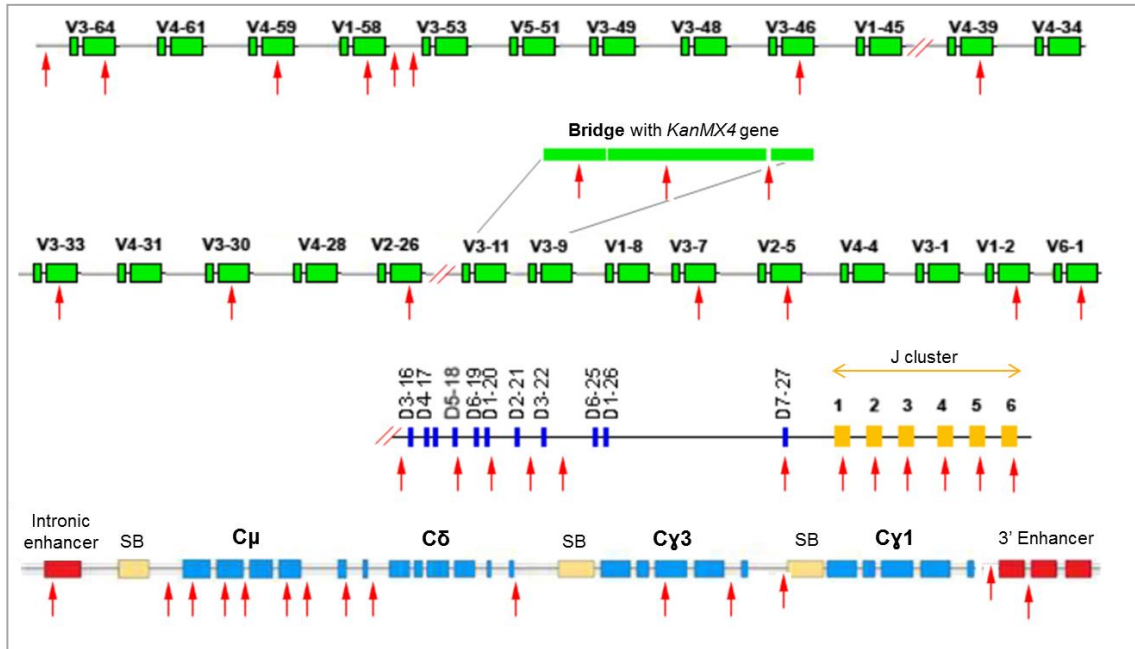 V3-64 V4-61 V4-59 V1-58 V3-53 V5-51 V3-49 V3-48 V3-46 V1-45 V4-39 V4-34
Bridge with KanMX4 gene
V3-33 V4-31 V3-30 V4-28 V2-26 V3-11 V3-9 V1-8 V3-7 V2-5 V4-4 V3-1 V1-2 V6-1
J cluster
D3-16 D4-17 D5-18 D6-19 D1-20 D2-21 D3-22 D6-25 D1-26 D7-27 1 2 3 4 5 6
Intronic
enhancer SB Cμ Cδ SB Cɣ3 SB Cɣ1 3' Enhancer